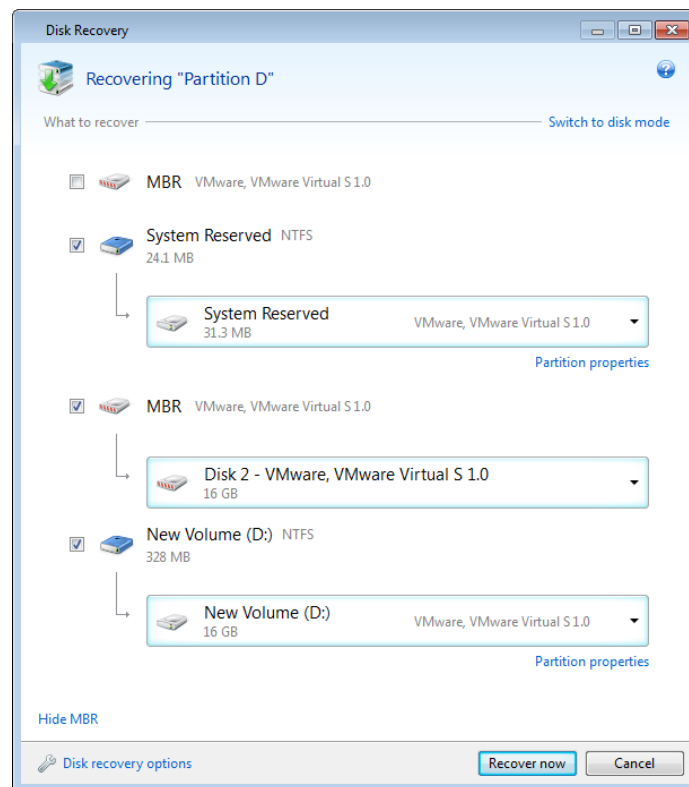 Disk Recovery
Recovering "Partition D"
What to recover
Switch to disk mode
MBR VMware, VMware Virtual S 1.0
System Reserved NTFS
24.1 MB
System Reserved VMware, VMware Virtual S 1.0
31.3 MB
Partition properties
MBR VMware, VMware Virtual S 1.0
Disk 2 - VMware, VMware Virtual S 1.0
16 GB
New Volume (D:) NTFS
328 MB
New Volume (D:) VMware, VMware Virtual S 1.0
16 GB
Partition properties
Hide MBR
Disk recovery options
Recover now
Cancel